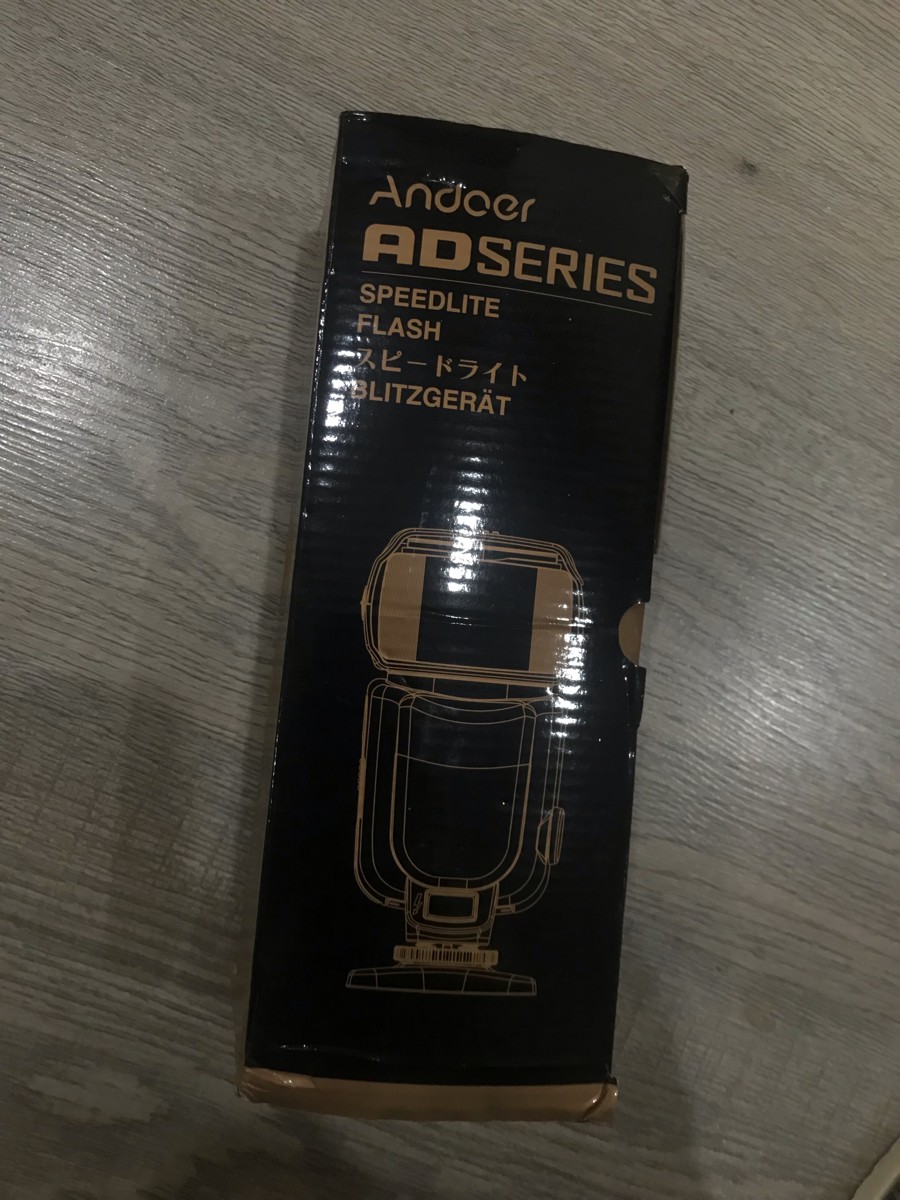 Andoer
ADSERIES
SPEEDLITE
FLASH
スピードライト
BLITZGERÄT